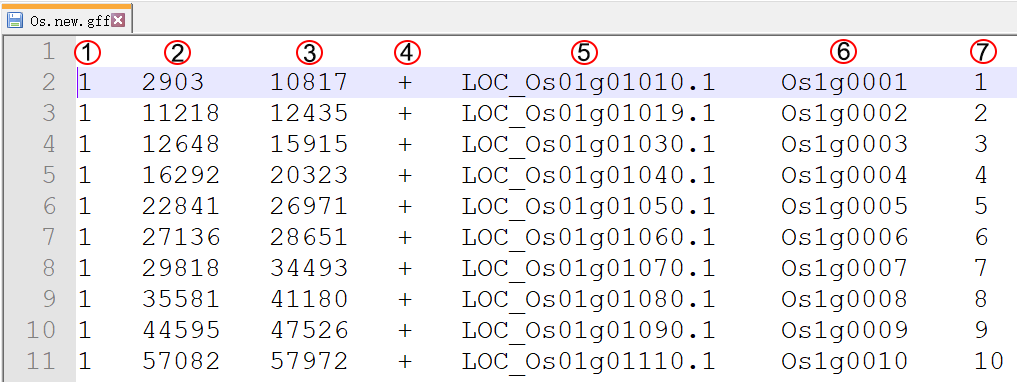 Os.new.gff
1 ① ② ③ ④ ⑤ ⑥ ⑦
2 1 2903 10817 + LOC_Os01g01010.1 Os1g0001 1
3 1 11218 12435 + LOC_Os01g01019.1 Os1g0002 2
4 1 12648 15915 + LOC_Os01g01030.1 Os1g0003 3
5 1 16292 20323 + LOC_Os01g01040.1 Os1g0004 4
6 1 22841 26971 + LOC_Os01g01050.1 Os1g0005 5
7 1 27136 28651 + LOC_Os01g01060.1 Os1g0006 6
8 1 29818 34493 + LOC_Os01g01070.1 Os1g0007 7
9 1 35581 41180 + LOC_Os01g01080.1 Os1g0008 8
10 1 44595 47526 + LOC_Os01g01090.1 Os1g0009 9
11 1 57082 57972 + LOC_Os01g01110.1 Os1g0010 10